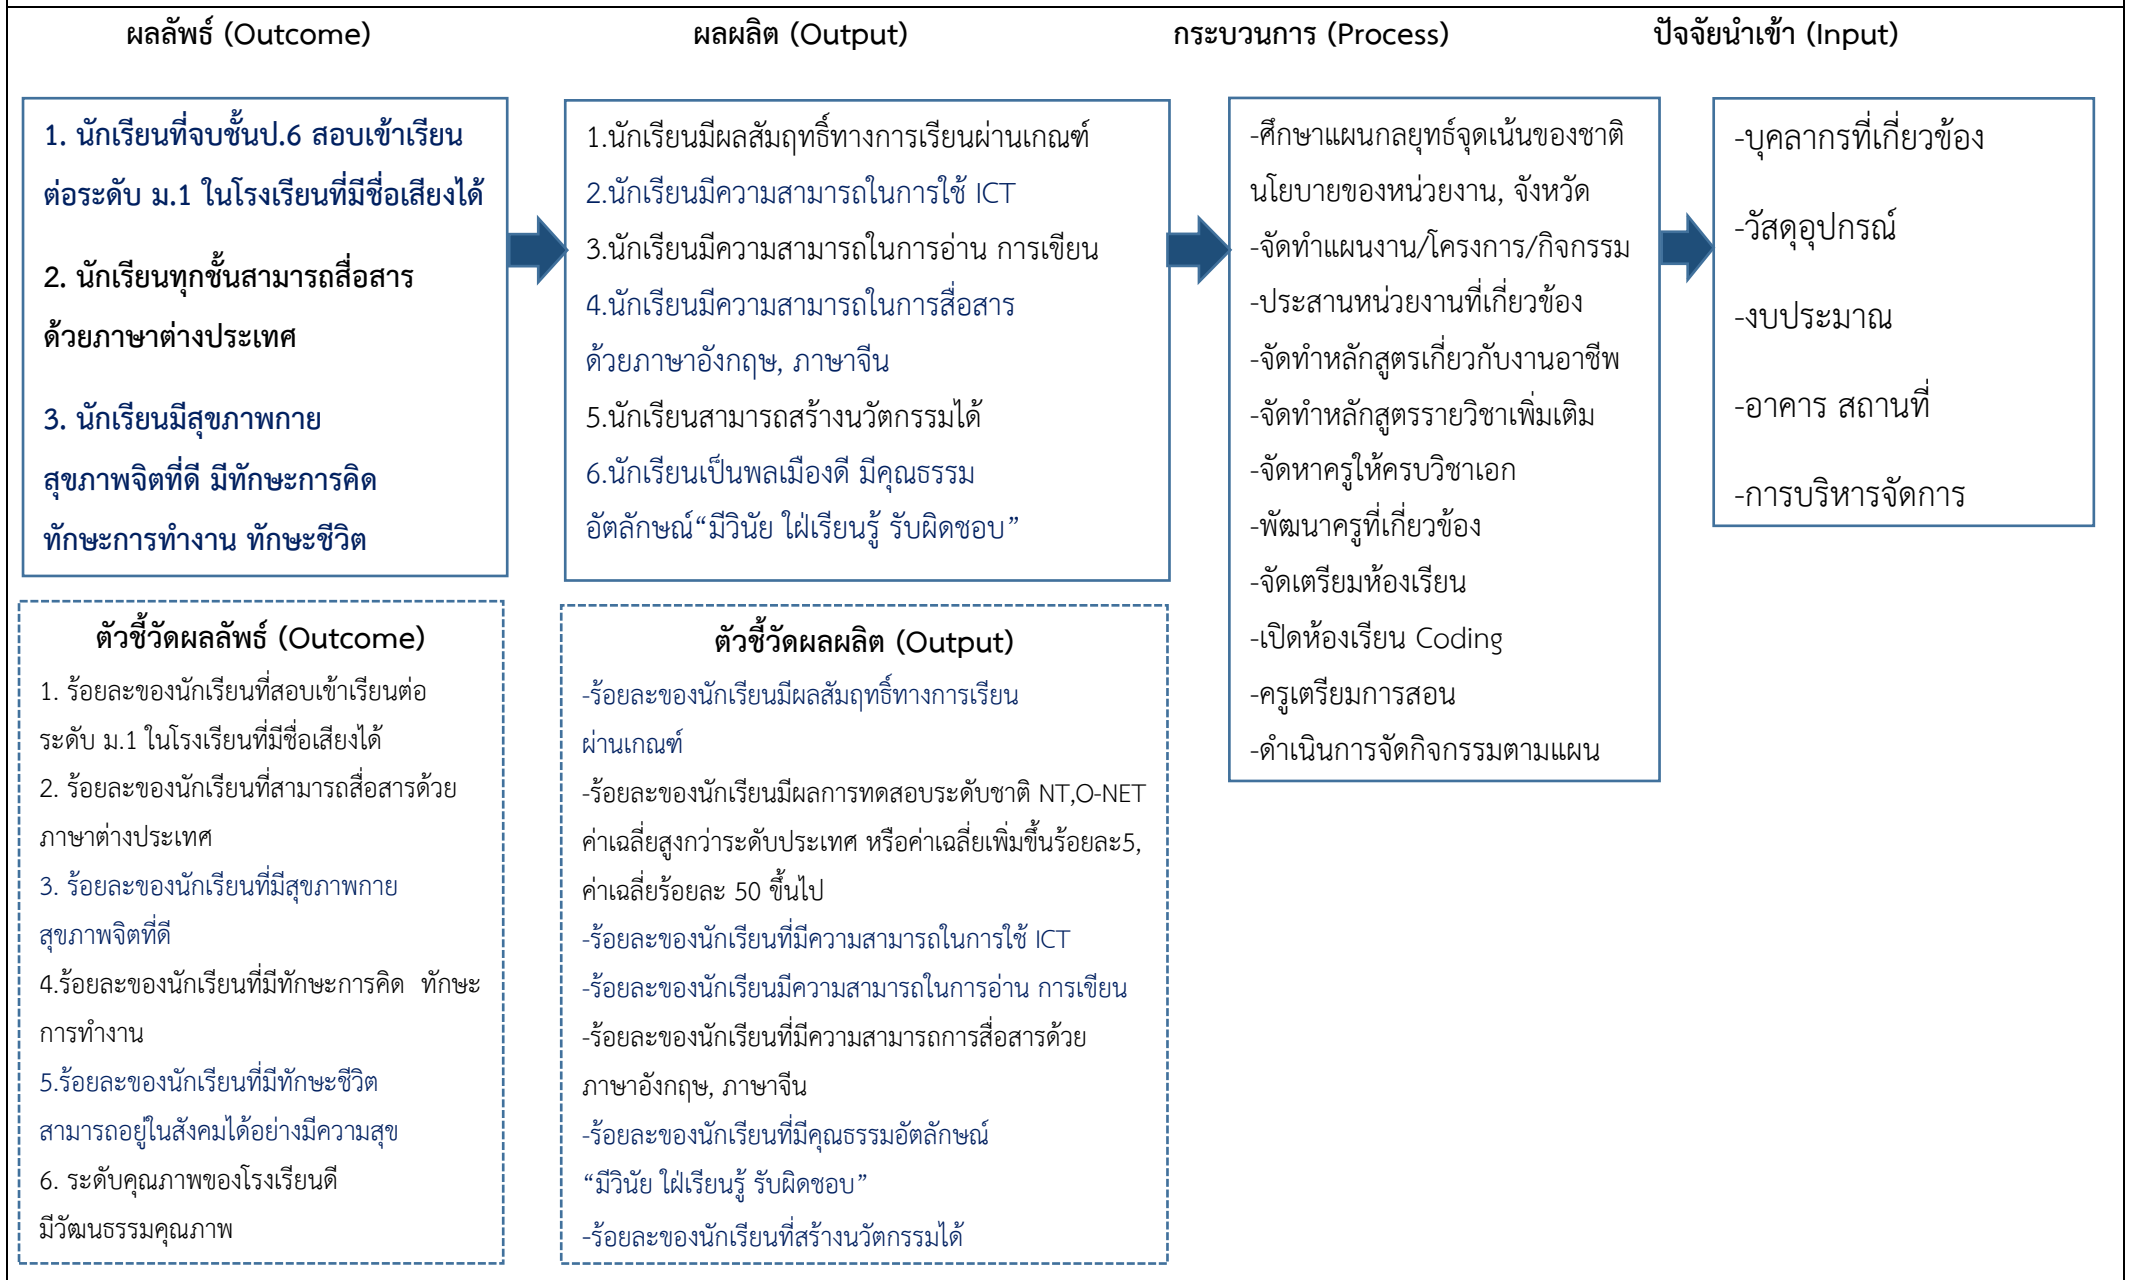 ผลลัพธ์ (Outcome)
ผลผลิต (Output)
กระบวนการ (Process)
ปัจจัยนำเข้า (Input)
1. นักเรียนที่จบชั้นป.6 สอบเข้าเรียน
ต่อระดับ ม.1 ในโรงเรียนที่มีชื่อเสียงได้
2. นักเรียนทุกชั้นสามารถสื่อสาร
ด้วยภาษาต่างประเทศ
3. นักเรียนมีสุขภาพกาย
สุขภาพจิตที่ดี มีทักษะการคิด
ทักษะการทำงาน ทักษะชีวิต
1.นักเรียนมีผลสัมฤทธิ์ทางการเรียนผ่านเกณฑ์
2.นักเรียนมีความสามารถในการใช้ ICT
3.นักเรียนมีความสามารถในการอ่าน การเขียน
4.นักเรียนมีความสามารถในการสื่อสาร
ด้วยภาษาอังกฤษ, ภาษาจีน
5.นักเรียนสามารถสร้างนวัตกรรมได้
6.นักเรียนเป็นพลเมืองดี มีคุณธรรม
อัตลักษณ์“มีวินัย ใฝ่เรียนรู้ รับผิดชอบ”
-ศึกษาแผนกลยุทธ์จุดเน้นของชาติ
นโยบายของหน่วยงาน, จังหวัด
-จัดทำแผนงาน/โครงการ/กิจกรรม
-ประสานหน่วยงานที่เกี่ยวข้อง
-จัดทำหลักสูตรเกี่ยวกับงานอาชีพ
-จัดทำหลักสูตรรายวิชาเพิ่มเติม
-จัดหาครูให้ครบวิชาเอก
-พัฒนาครูที่เกี่ยวข้อง
-จัดเตรียมห้องเรียน
-เปิดห้องเรียน Coding
-ครูเตรียมการสอน
-ดำเนินการจัดกิจกรรมตามแผน
-บุคลากรที่เกี่ยวข้อง
-วัสดุอุปกรณ์
-งบประมาณ
-อาคาร สถานที่
-การบริหารจัดการ
ตัวชี้วัดผลลัพธ์ (Outcome)
1. ร้อยละของนักเรียนที่สอบเข้าเรียนต่อ
ระดับ ม.1 ในโรงเรียนที่มีชื่อเสียงได้
2. ร้อยละของนักเรียนที่สามารถสื่อสารด้วย
ภาษาต่างประเทศ
3. ร้อยละของนักเรียนที่มีสุขภาพกาย
สุขภาพจิตที่ดี
4.ร้อยละของนักเรียนที่มีทักษะการคิด ทักษะ
การทำงาน
5.ร้อยละของนักเรียนที่มีทักษะชีวิต
สามารถอยู่ในสังคมได้อย่างมีความสุข
6. ระดับคุณภาพของโรงเรียนดี
มีวัฒนธรรมคุณภาพ
ตัวชี้วัดผลผลิต (Output)
-ร้อยละของนักเรียนมีผลสัมฤทธิ์ทางการเรียน
ผ่านเกณฑ์
-ร้อยละของนักเรียนมีผลการทดสอบระดับชาติ NT,O-NET
ค่าเฉลี่ยสูงกว่าระดับประเทศ หรือค่าเฉลี่ยเพิ่มขึ้นร้อยละ5,
ค่าเฉลี่ยร้อยละ 50 ขึ้นไป
-ร้อยละของนักเรียนที่มีความสามารถในการใช้ ICT
-ร้อยละของนักเรียนมีความสามารถในการอ่าน การเขียน
-ร้อยละของนักเรียนที่มีความสามารถการสื่อสารด้วย
ภาษาอังกฤษ, ภาษาจีน
-ร้อยละของนักเรียนที่มีคุณธรรมอัตลักษณ์
“มีวินัย ใฝ่เรียนรู้ รับผิดชอบ”
-ร้อยละของนักเรียนที่สร้างนวัตกรรมได้